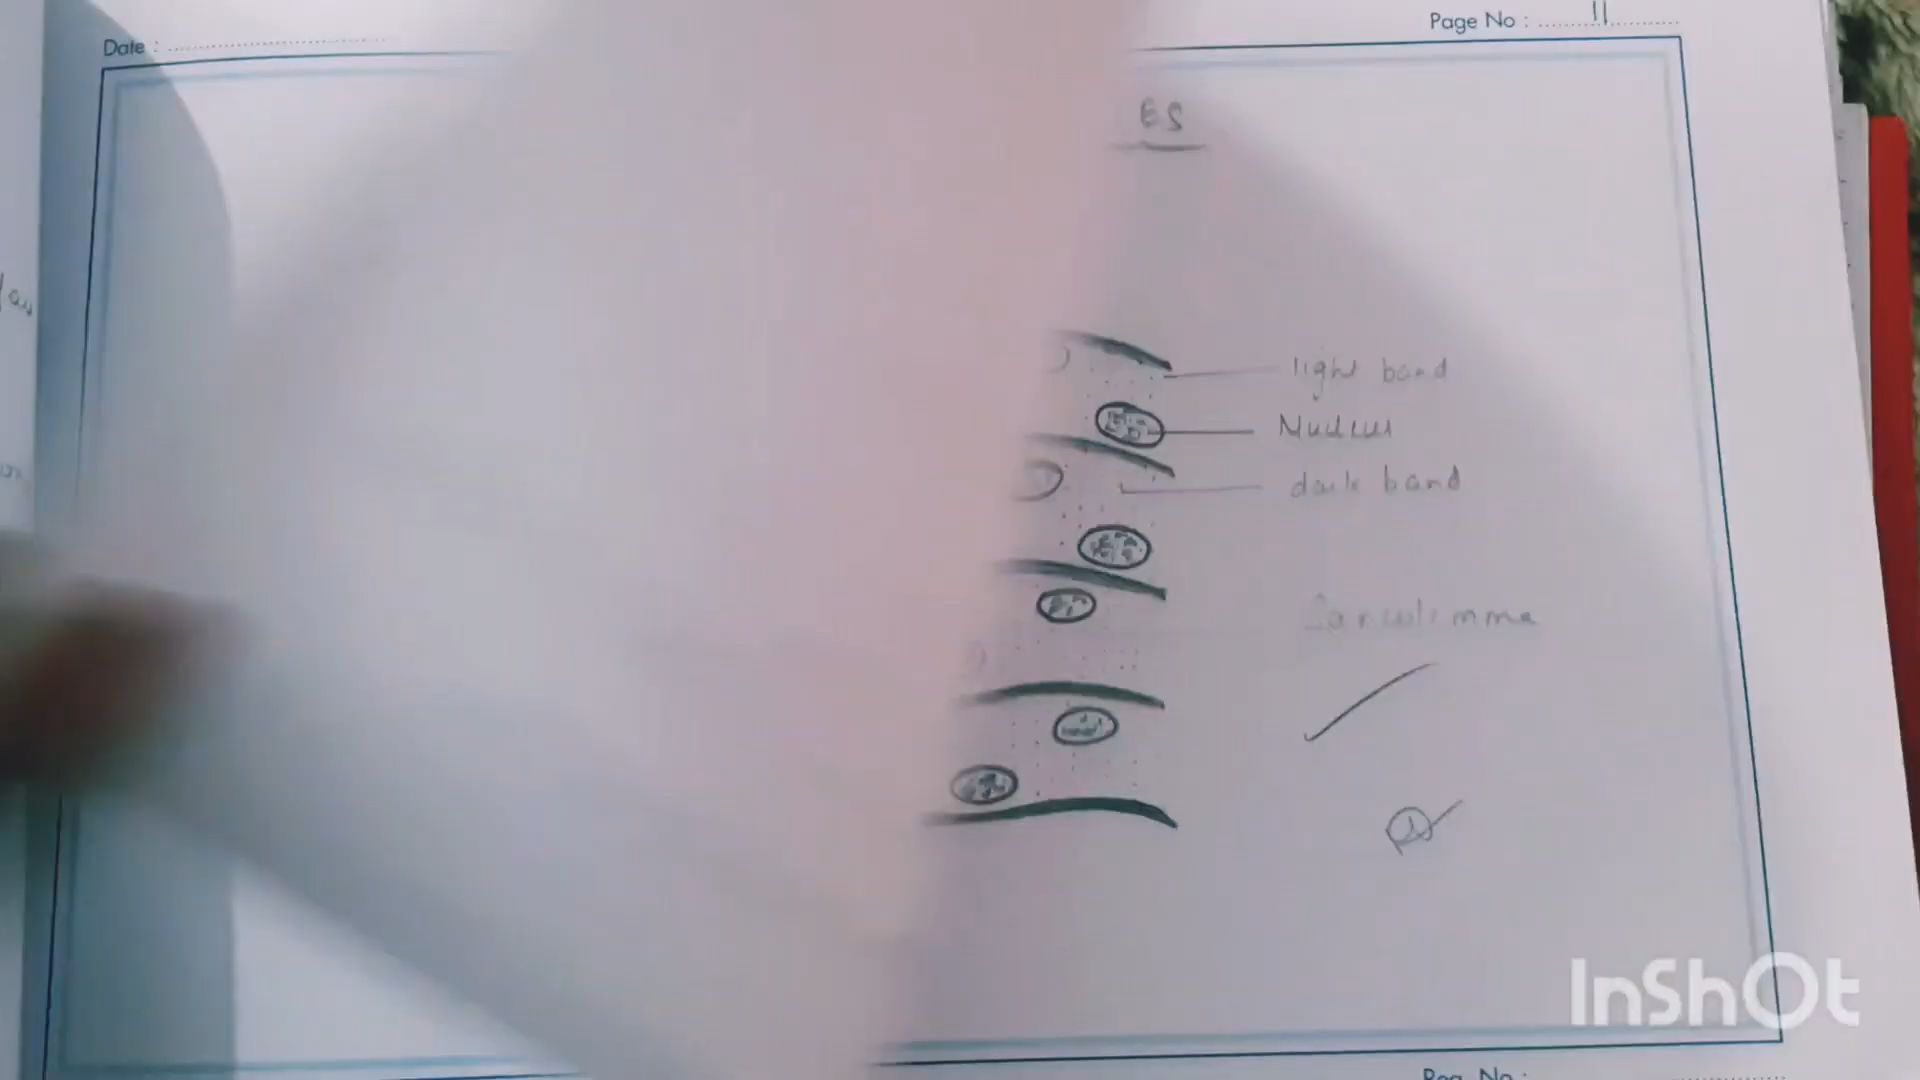 Date :
Page No : 11
ES
light band
Nucleus
dark band
Sarcolemma
Reg. No :
InShOt